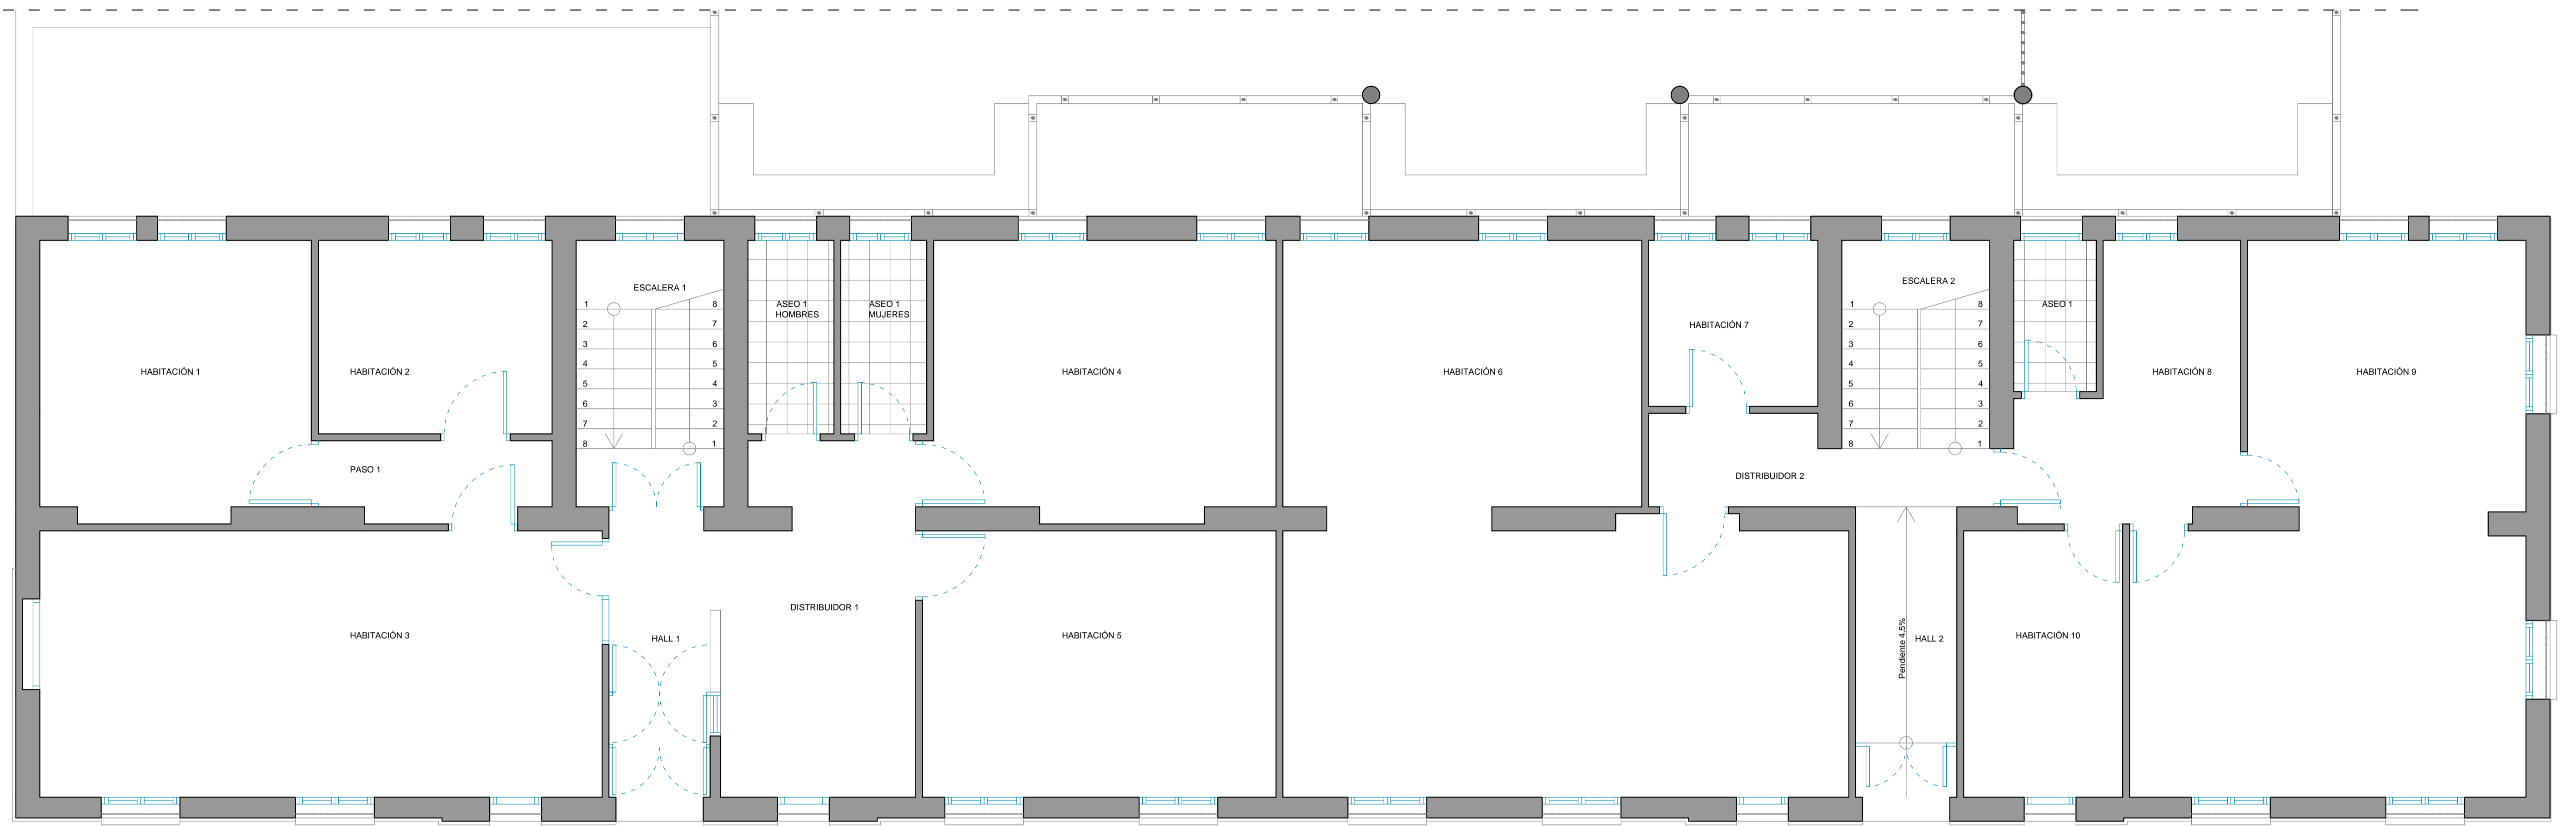 ESCALERA 1
ESCALERA 2
ASEO 1
HOMBRES
ASEO 1
MUJERES
ASEO 1
1 8
2 7
3 6
4 5
5 4
6 3
7 2
8 1
1 8
2 7
3 6
4 5
5 4
6 3
7 2
8 1
HABITACIÓN 7
HABITACIÓN 1
HABITACIÓN 2
HABITACIÓN 4
HABITACIÓN 6
HABITACIÓN 8
HABITACIÓN 9
PASO 1
DISTRIBUIDOR 2
DISTRIBUIDOR 1
HABITACIÓN 3
HALL 1
HABITACIÓN 5
Pendiente 4,5%
HALL 2
HABITACIÓN 10